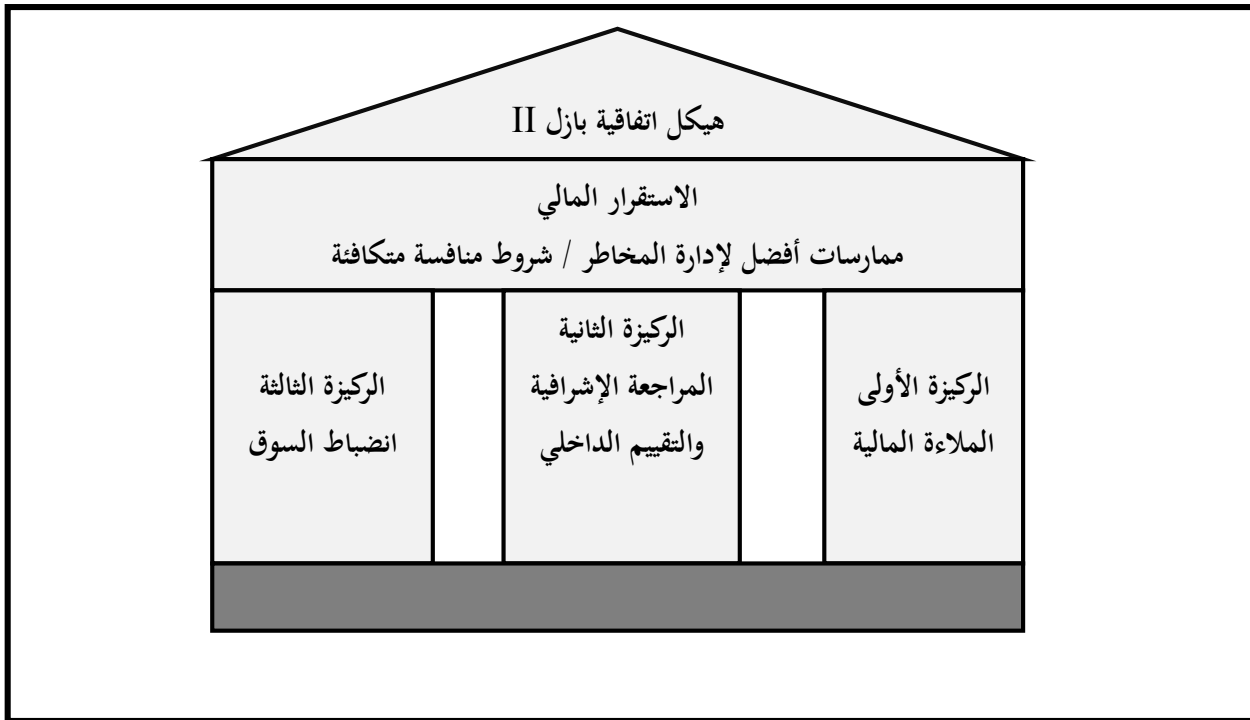 هيكل اتفاقية بازل II
الاستقرار المالي
ممارسات أفضل لإدارة المخاطر / شروط منافسة متكافئة
الركيزة الأولى
الملاءة المالية
الركيزة الثانية
المراجعة الإشرافية
والتقييم الداخلي
الركيزة الثالثة
انضباط السوق